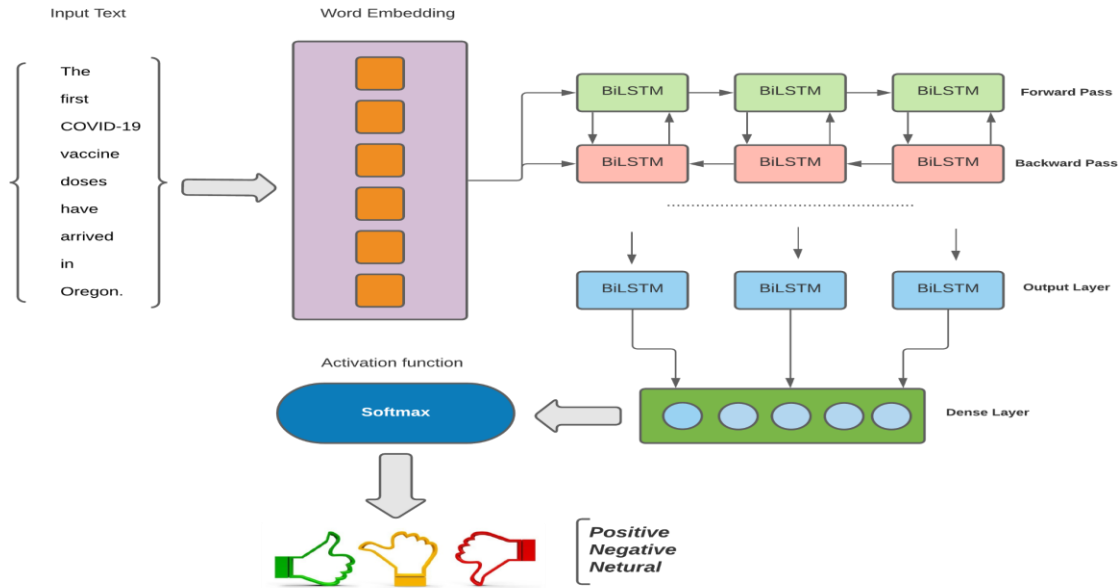 Input Text
Word Embedding
The
first
COVID-19
vaccine
doses
have
arrived
in
Oregon.
BiLSTM
BiLSTM
BiLSTM
Forward Pass
BiLSTM
BiLSTM
BiLSTM
Backward Pass
BiLSTM
BiLSTM
BiLSTM
Output Layer
Activation function
Softmax
Dense Layer
Positive
Negative
Netural